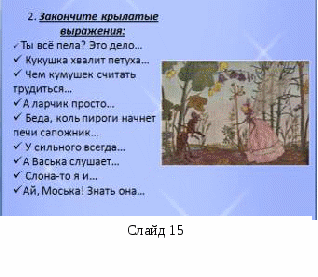 2. Закончите крылатые
выражения:
✓ Ты всё пела? Это дело...
✓ Кукушка хвалит петуха...
✓ Чем кумушек считать
трудиться...
✓ А ларчик просто...
✓ Беда, коль пироги начнет
печи сапожник...
✓ У сильного всегда...
✓ А Васька слушает...
✓ Слона-то я и...
✓ Ай, Моська! Знать она...
Слайд 15